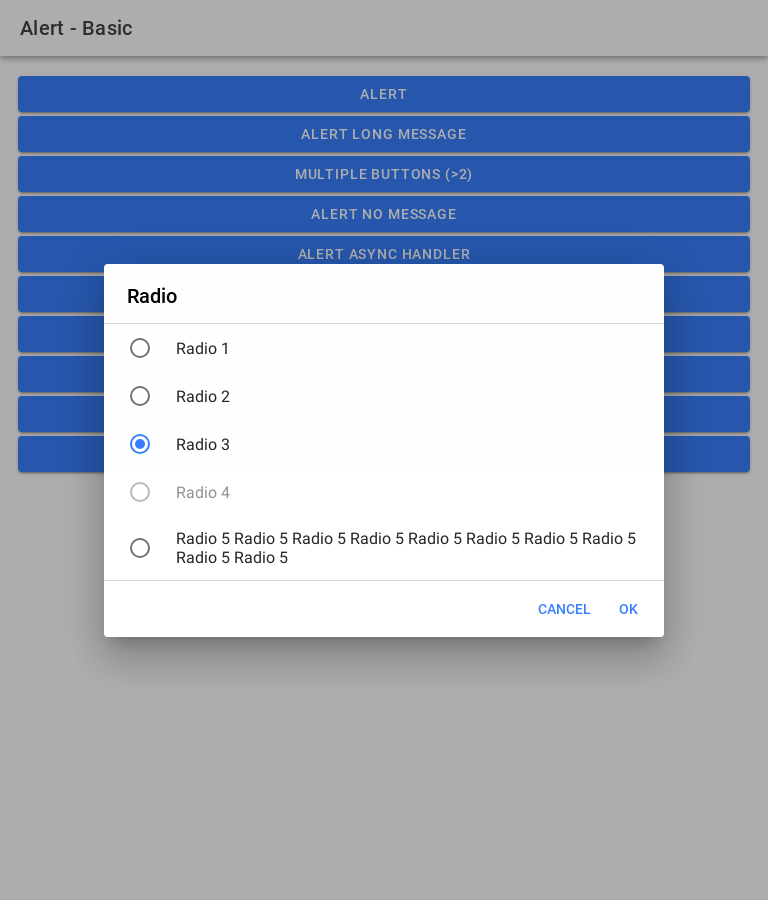 Alert - Basic
ALERT
ALERT LONG MESSAGE
MULTIPLE BUTTONS (>2)
ALERT NO MESSAGE
ALERT ASYNC HANDLER
Radio
Radio 1
Radio 2
Radio 3
Radio 4
Radio 5 Radio 5 Radio 5 Radio 5 Radio 5 Radio 5 Radio 5 Radio 5
Radio 5 Radio 5
CANCEL OK